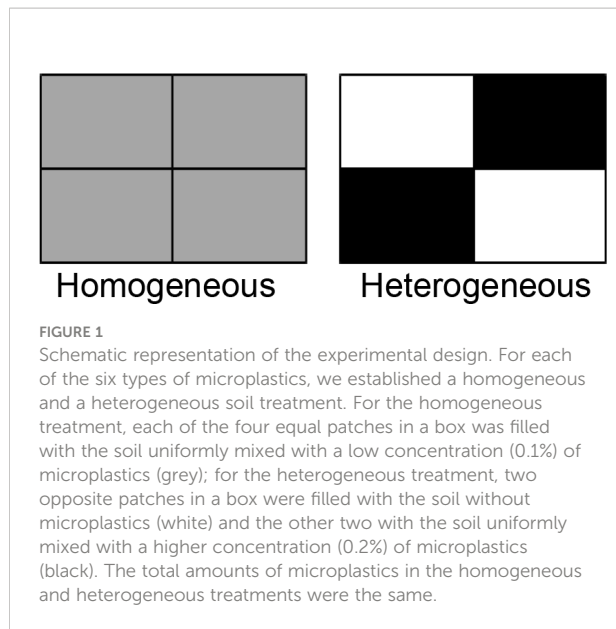 Homogeneous Heterogeneous
FIGURE 1
Schematic representation of the experimental design. For each
of the six types of microplastics, we established a homogeneous
and a heterogeneous soil treatment. For the homogeneous
treatment, each of the four equal patches in a box was filled
with the soil uniformly mixed with a low concentration (0.1%) of
microplastics (grey); for the heterogeneous treatment, two
opposite patches in a box were filled with the soil without
microplastics (white) and the other two with the soil uniformly
mixed with a higher concentration (0.2%) of microplastics
(black). The total amounts of microplastics in the homogeneous
and heterogeneous treatments were the same.